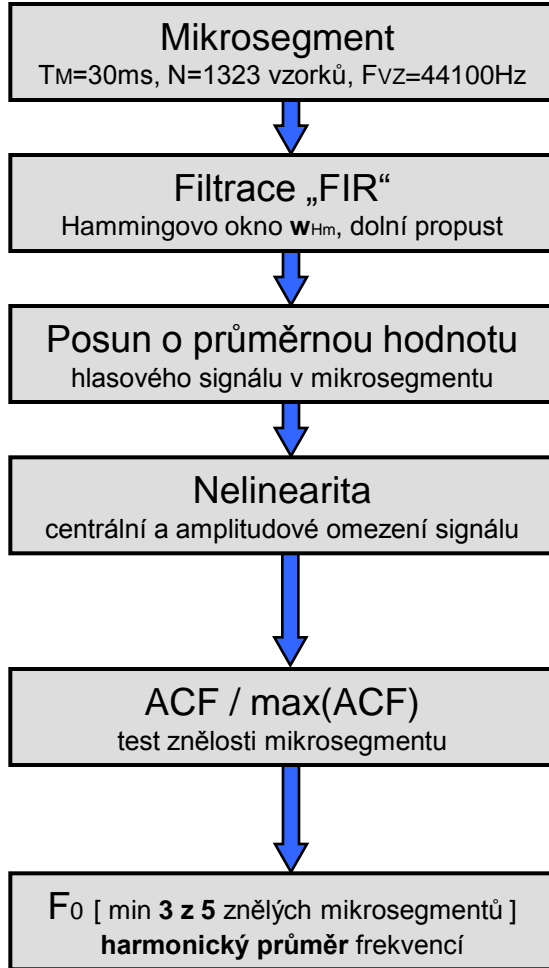 Mikrosegment
TM=30ms, N=1323 vzorků, FVZ=44100Hz
Filtrace „FIR“
Hammingovo okno wHm, dolní propust
Posun o průměrnou hodnotu
hlasového signálu v mikrosegmentu
Nelinearita
centrální a amplitudové omezení signálu
ACF / max(ACF)
test znělosti mikrosegmentu
F0 [ min 3 z 5 znělých mikrosegmentů ]
harmonický průměr frekvencí